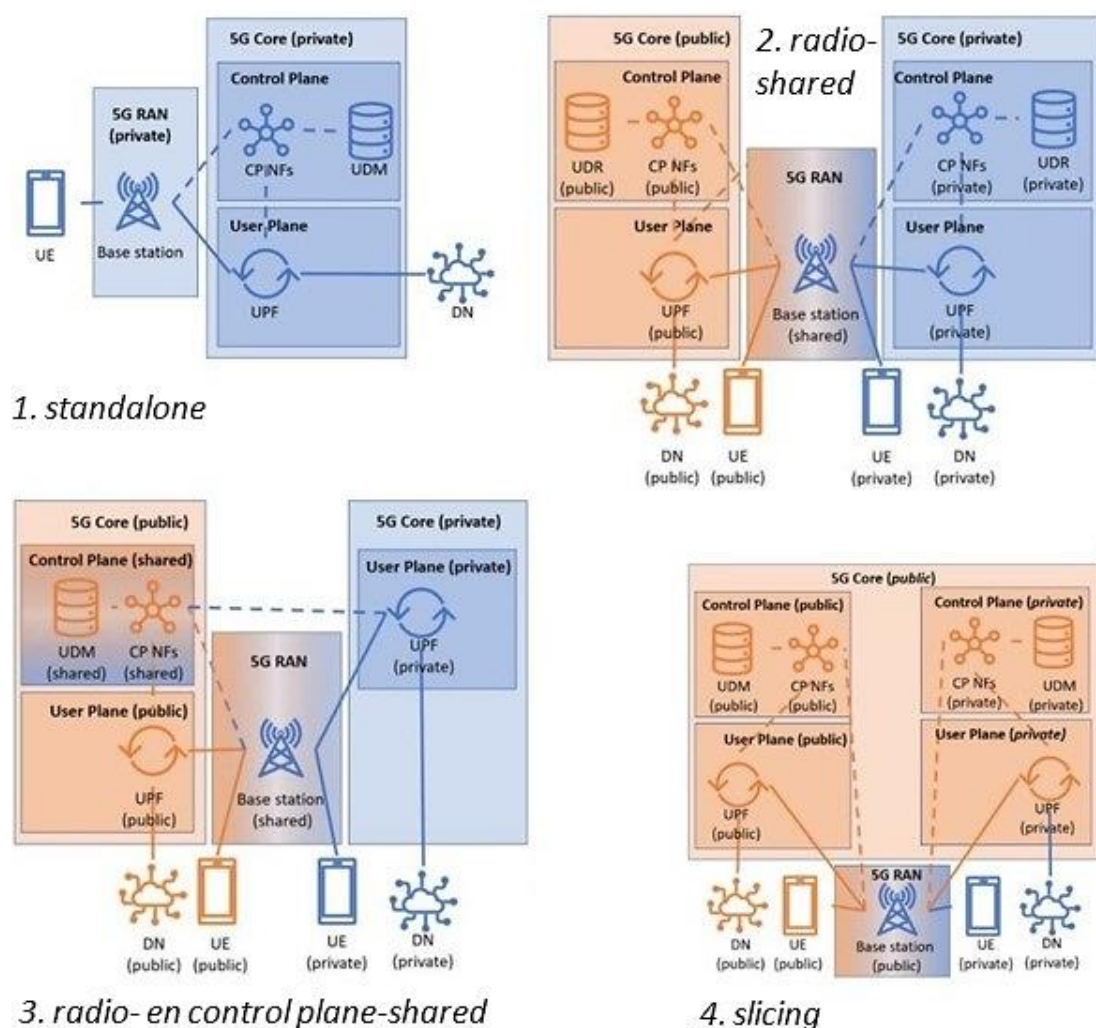 5G Core (private)
Control Plane
5G RAN
(private)
CP NFs
UDM
User Plane
UE
Base station
UPF
DN
1. standalone
5G Core (public)
2. radio-
shared
5G Core (private)
Control Plane
Control Plane
UDR
(public)
CP NFs
(public)
5G RAN
CP NFs
(private)
UDR
(private)
User Plane
User Plane
UPF
(public)
Base station
(shared)
UPF
(private)
DN
(public)
UE
(public)
UE
(private)
DN
(private)
5G Core (public)
5G Core (private)
Control Plane (shared)
User Plane (private)
UDM
(shared)
CP NFs
(shared)
5G RAN
UPF
(private)
User Plane (public)
UPF
(public)
Base station
(shared)
DN
(public)
UE
(public)
UE
(private)
DN
(private)
3. radio- en control plane-shared
5G Core (public)
Control Plane (public)
Control Plane (private)
UDM
(public)
CP NFs
(public)
CP NFs
(private)
UDM
(private)
User Plane (public)
User Plane (private)
UPF
(public)
UPF
(private)
5G RAN
DN
(public)
UE
(public)
Base station
(public)
UE
(private)
DN
(private)
4. slicing